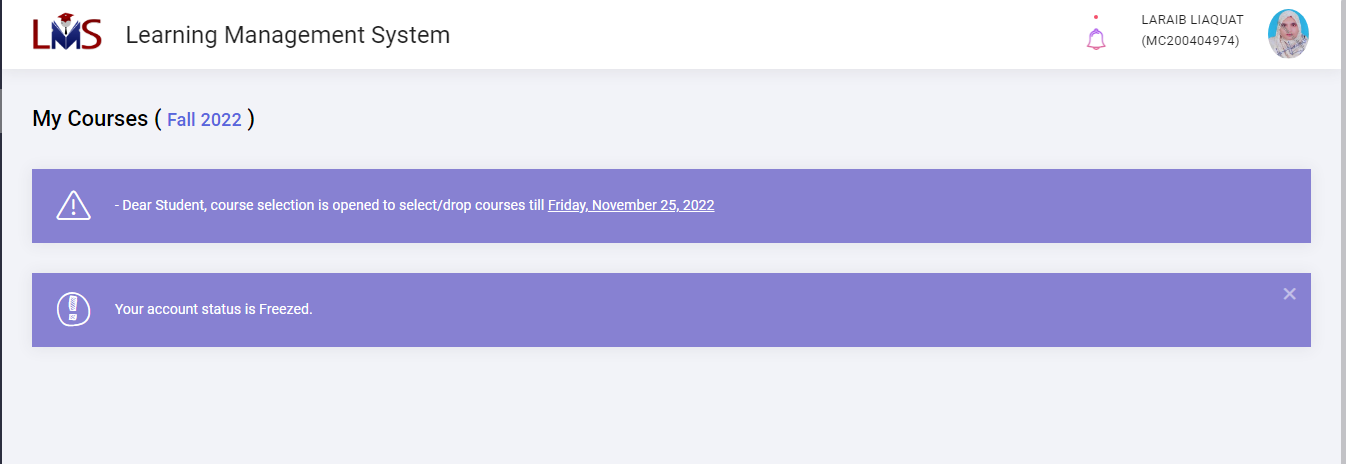 LMS Learning Management System
LARAIB LIAQUAT
(MC200404974)
My Courses ( Fall 2022 )
- Dear Student, course selection is opened to select/drop courses till Friday, November 25, 2022
Your account status is Freezed.